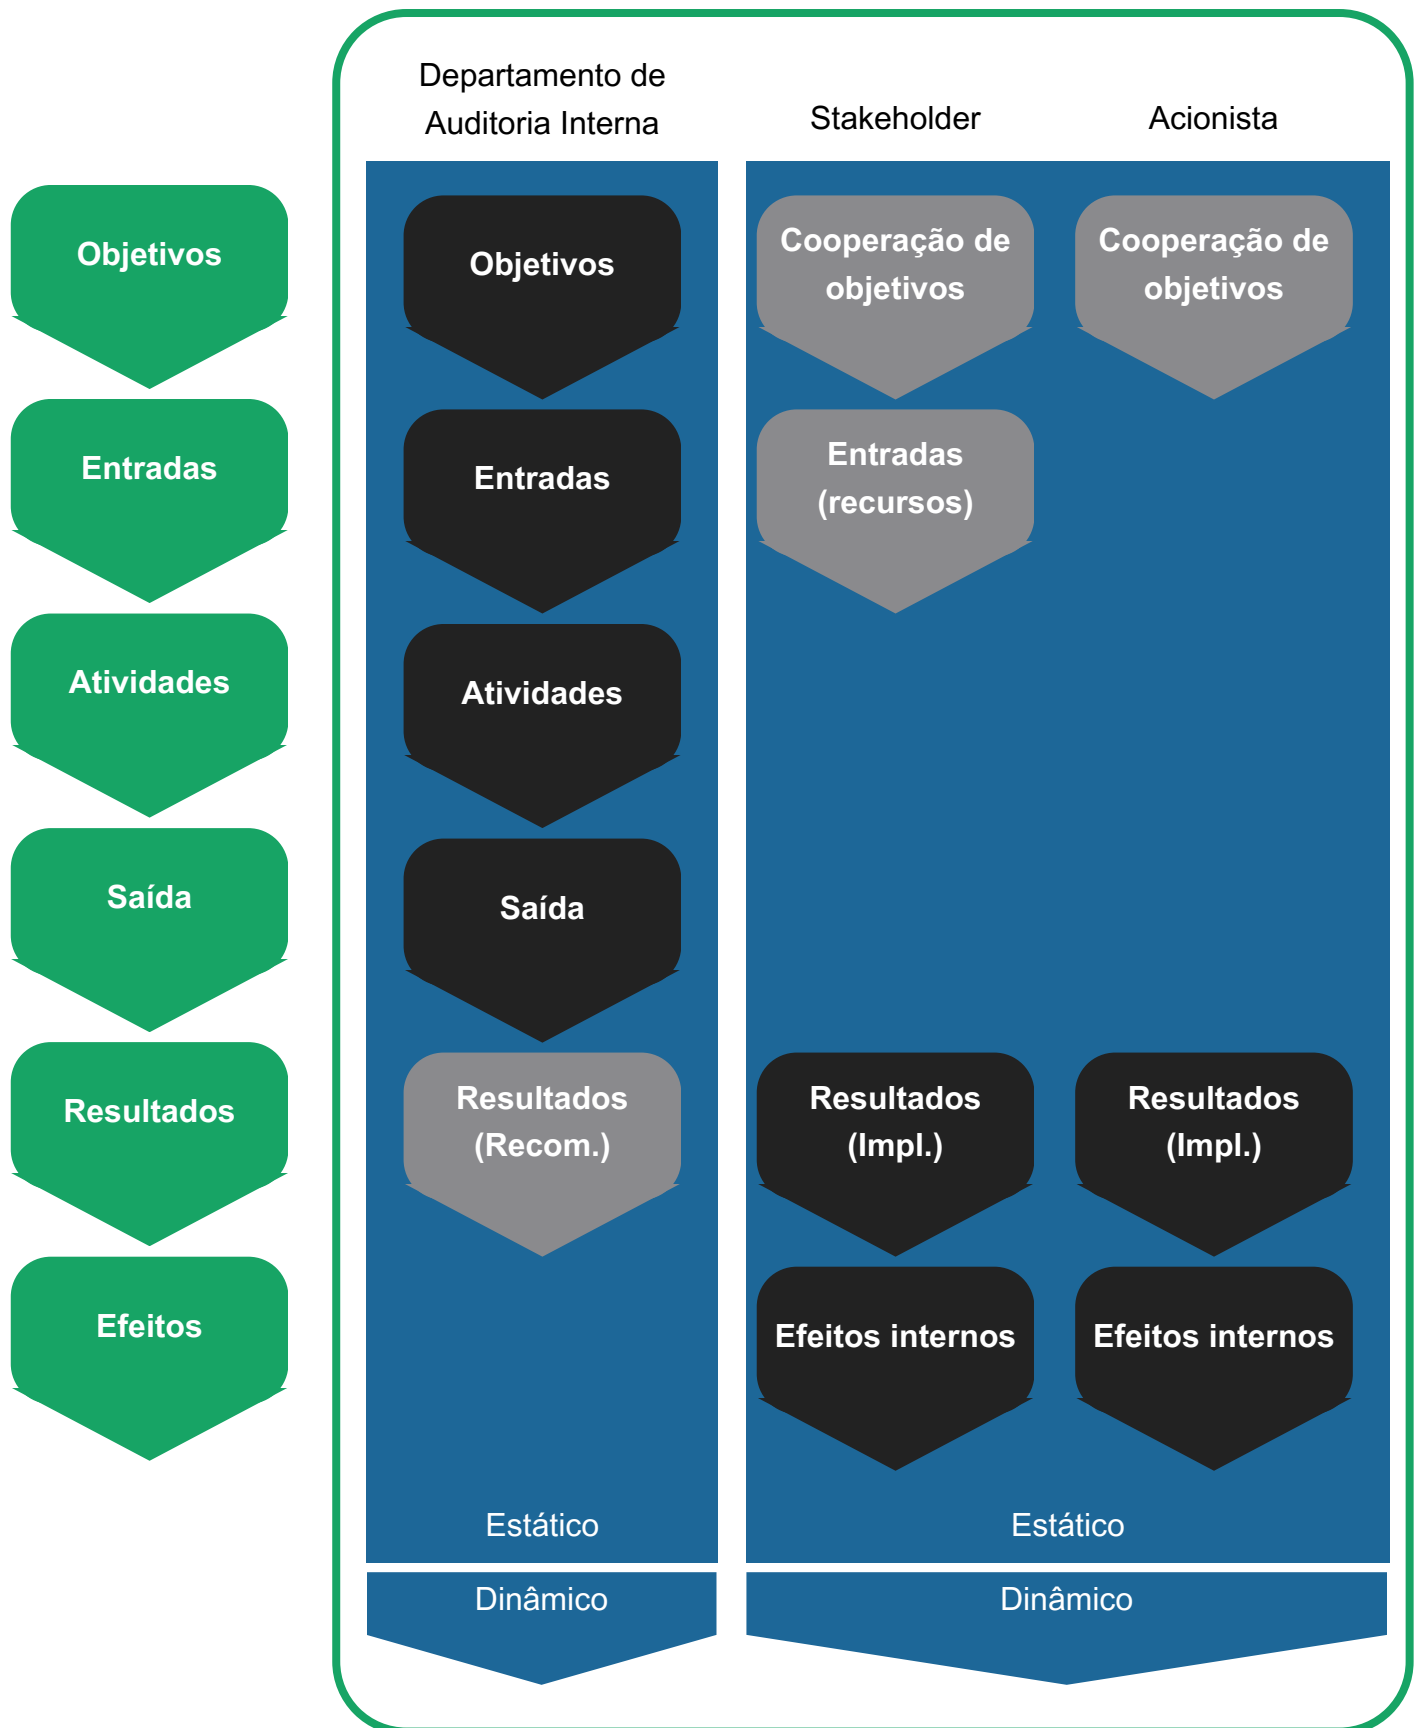 Departamento de
Auditoria Interna
Stakeholder
Acionista
Objetivos
Objetivos
Cooperação de
objetivos
Cooperação de
objetivos
Entradas
Entradas
Entradas
(recursos)
Atividades
Atividades
Saída
Saída
Resultados
Resultados
(Recom.)
Resultados
(Impl.)
Resultados
(Impl.)
Efeitos
Efeitos internos
Efeitos internos
Estático
Estático
Dinâmico
Dinâmico